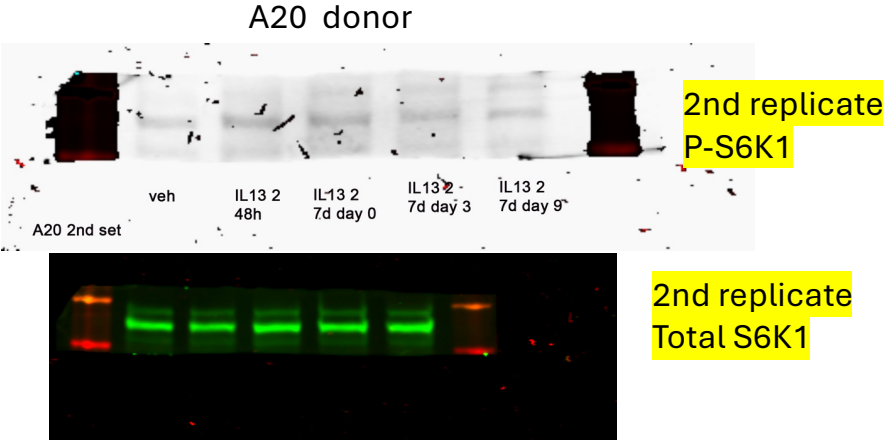 A20 donor
2nd replicate
P-S6K1
veh
IL13 2
48h
IL13 2
7d day 0
IL13 2
7d day 3
IL13 2
7d day 9
A20 2nd set
2nd replicate
Total S6K1